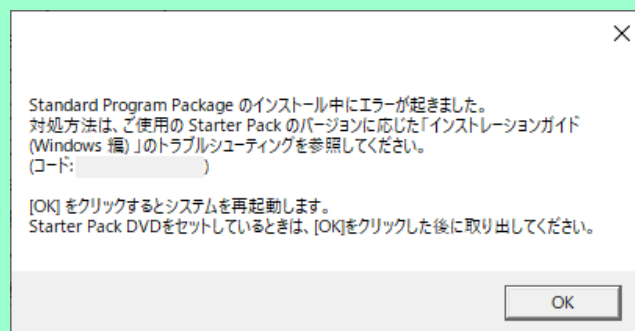 Standard Program Package のインストール中にエラーが起きました。
対処方法は、ご使用の Starter Pack のバージョンに応じた「インストレーションガイド
(Windows 編) 」のトラブルシューティングを参照してください。
(コード: )
[OK] をクリックするとシステムを再起動します。
Starter Pack DVDをセットしているときは、[OK]をクリックした後に取り出してください。
OK